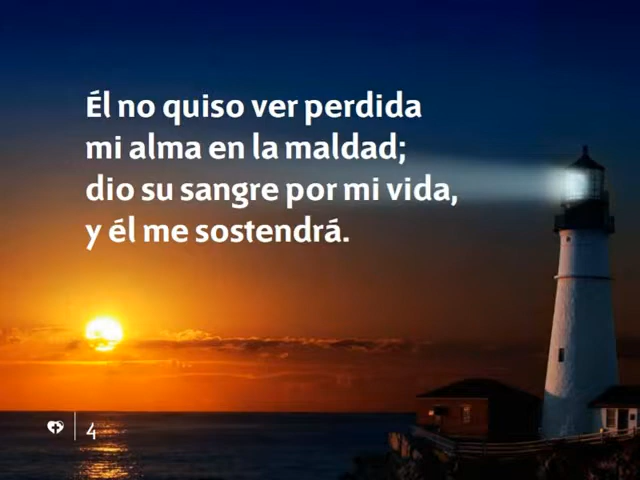 Él no quiso ver perdida
mi alma en la maldad;
dio su sangre por mi vida,
y él me sostendrá.
4